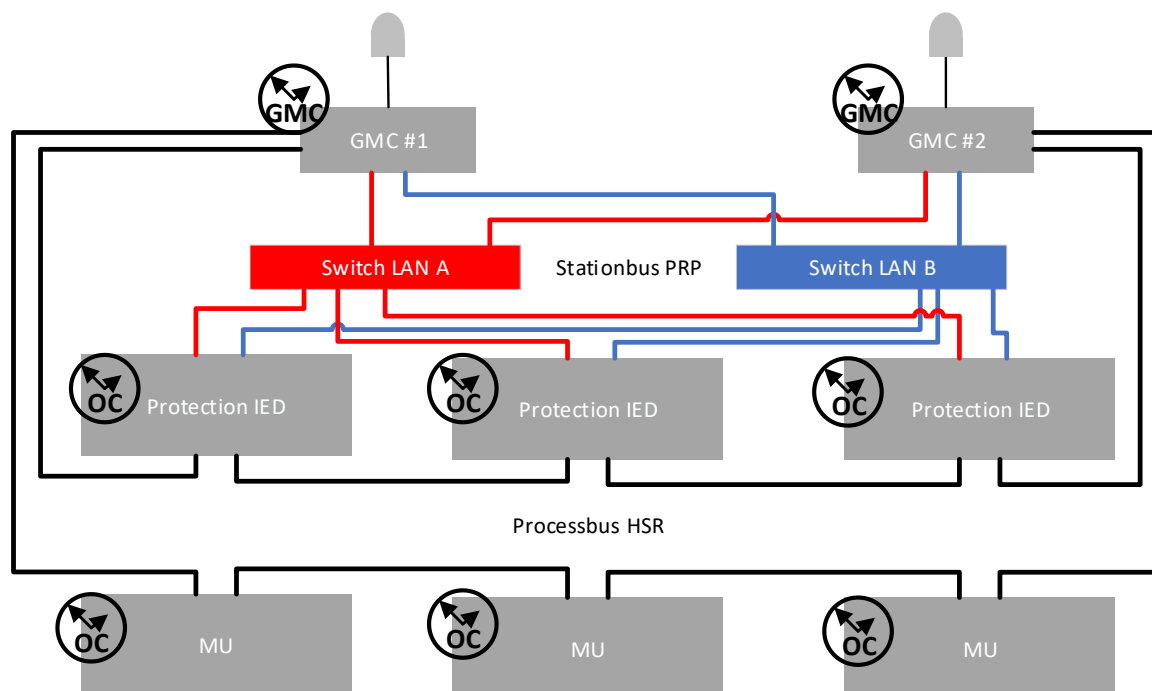 GMC
GMC
GMC #1
GMC #2
Switch LAN A
Stationbus PRP
Switch LAN B
OC
Protection IED
OC
Protection IED
OC
Protection IED
Processbus HSR
OC
MU
OC
MU
OC
MU